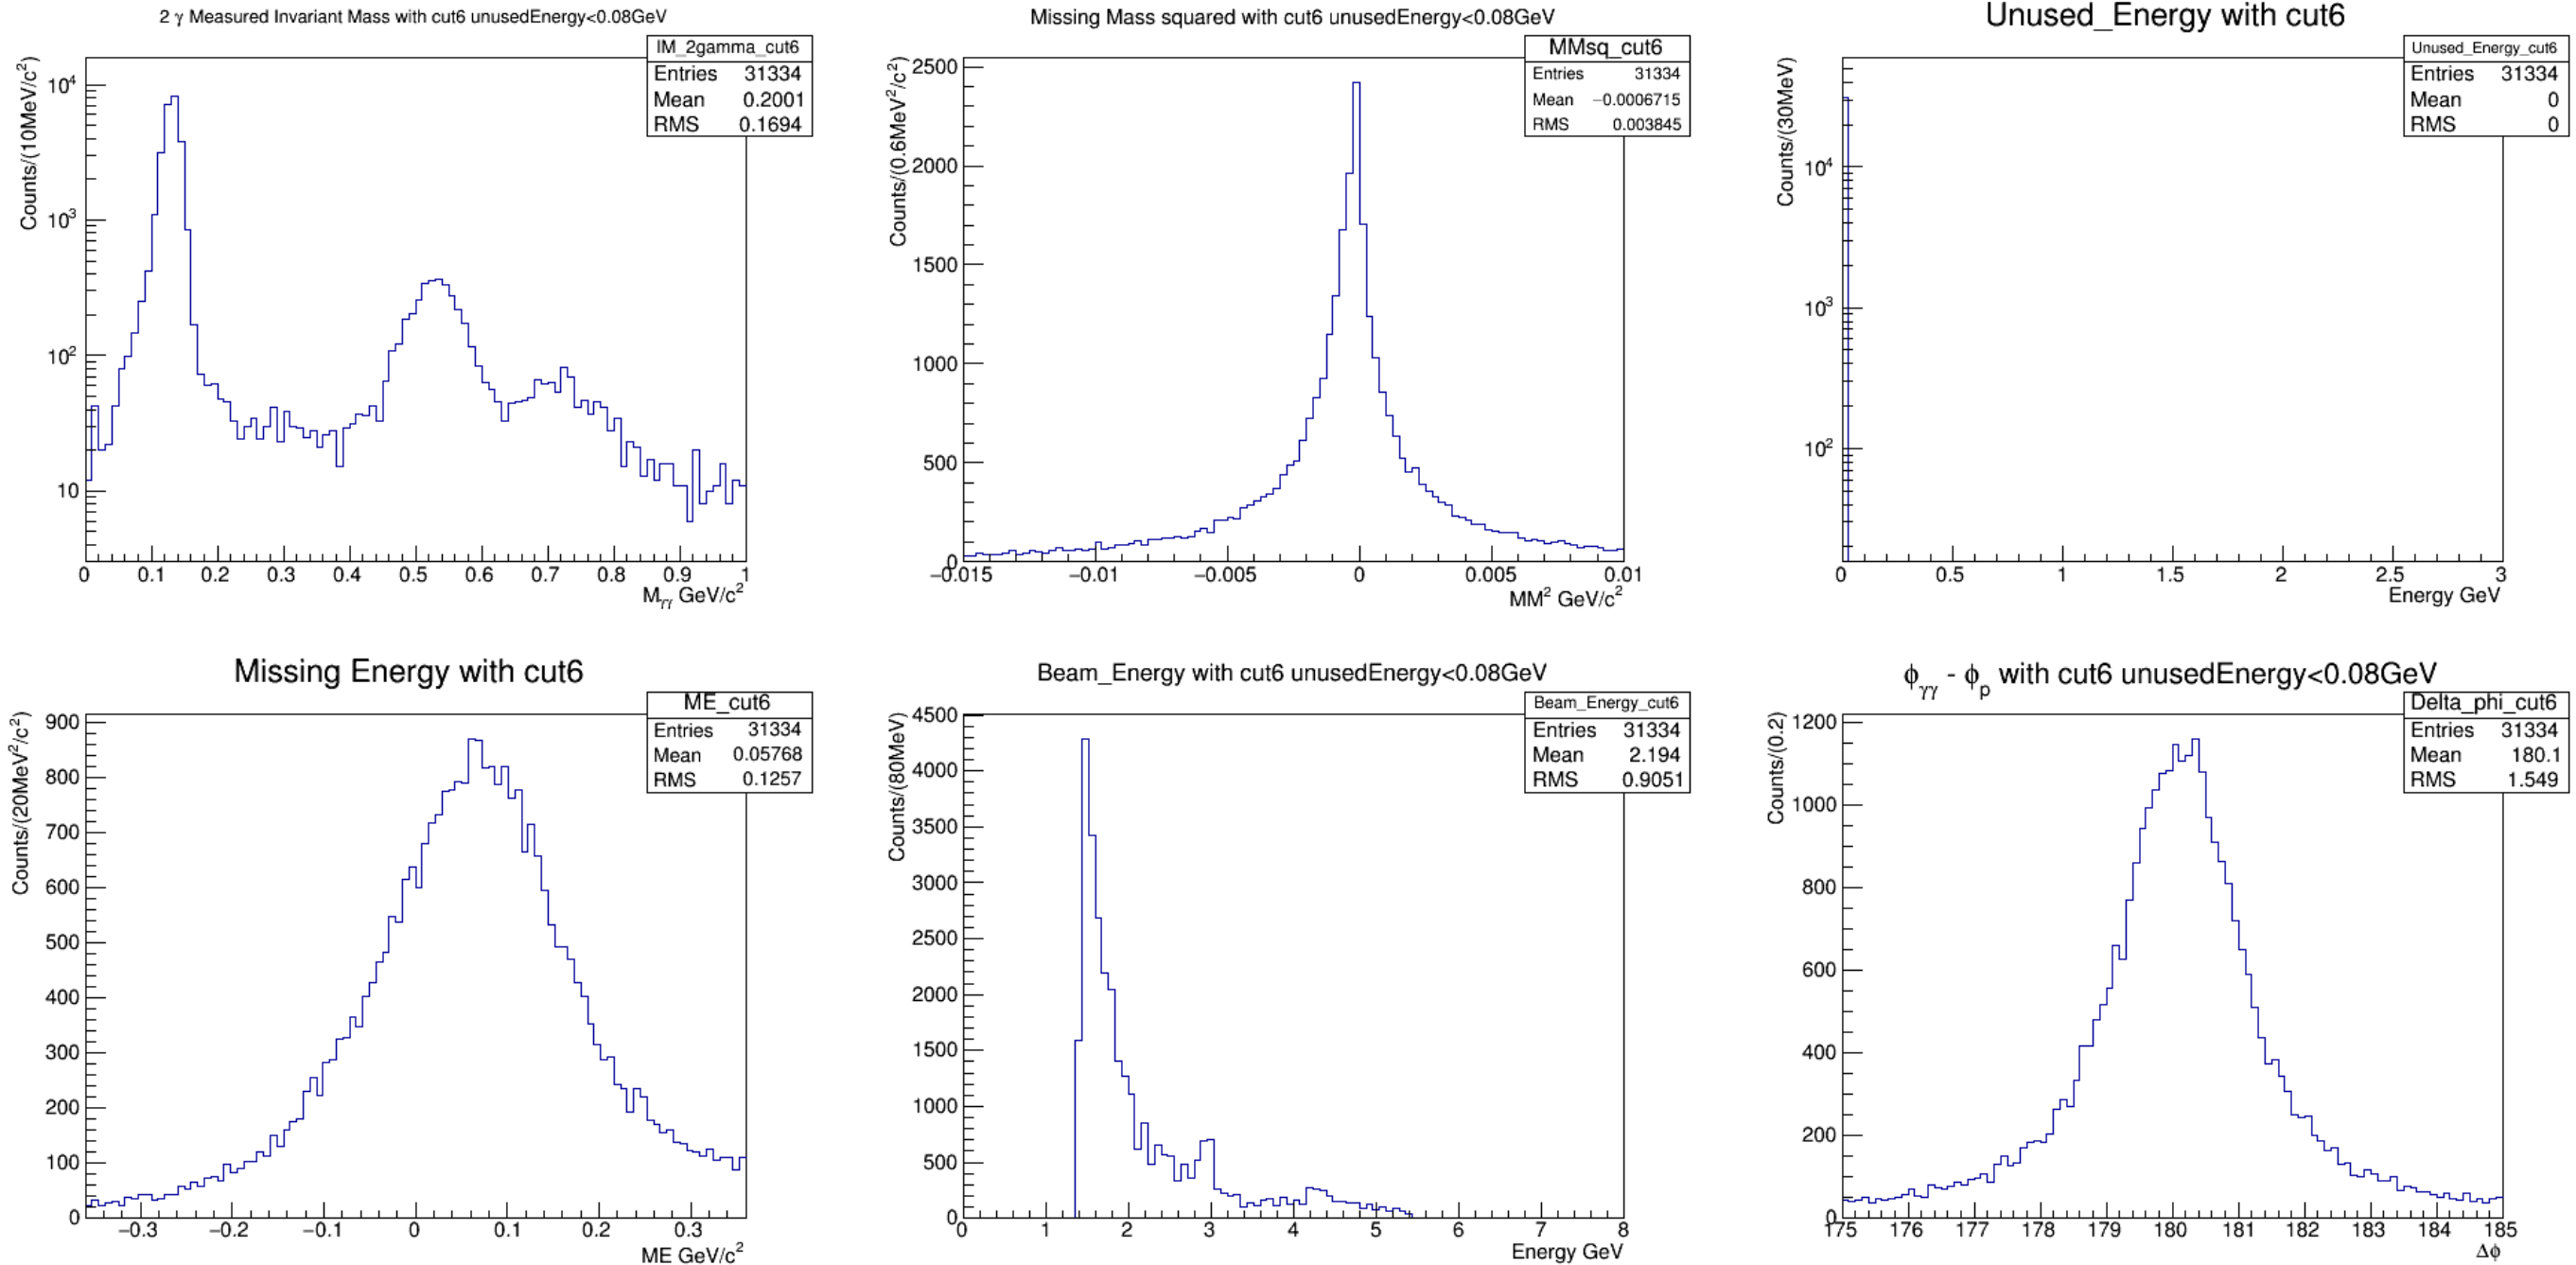 2 γ Measured Invariant Mass with cut6 unusedEnergy<0.08GeV
IM_2gamma_cut6
Entries 31334
Mean 0.2001
RMS 0.1694
Counts/(10MeV/c²)
10⁴
10³
10²
10
0 0.1 0.2 0.3 0.4 0.5 0.6 0.7 0.8 0.9 1
Mγγ GeV/c²
Missing Mass squared with cut6 unusedEnergy<0.08GeV
MMsq_cut6
Entries 31334
Mean −0.0006715
RMS 0.003845
Counts/(0.6MeV²/c²)
2500
2000
1500
1000
500
0
−0.015 −0.01 −0.005 0 0.005 0.01
MM² GeV/c²
Unused_Energy with cut6
Unused_Energy_cut6
Entries 31334
Mean 0
RMS 0
Counts/(30MeV)
10⁴
10³
10²
0 0.5 1 1.5 2 2.5 3
Energy GeV
Missing Energy with cut6
ME_cut6
Entries 31334
Mean 0.05768
RMS 0.1257
Counts/(20MeV²/c²)
900
800
700
600
500
400
300
200
100
0
−0.3 −0.2 −0.1 0 0.1 0.2 0.3
ME GeV/c²
Beam_Energy with cut6 unusedEnergy<0.08GeV
Beam_Energy_cut6
Entries 31334
Mean 2.194
RMS 0.9051
Counts/(80MeV)
4500
4000
3500
3000
2500
2000
1500
1000
500
0
0 1 2 3 4 5 6 7 8
Energy GeV
ϕγγ - ϕp with cut6 unusedEnergy<0.08GeV
Delta_phi_cut6
Entries 31334
Mean 180.1
RMS 1.549
Counts/(0.2)
1200
1000
800
600
400
200
0
175 176 177 178 179 180 181 182 183 184 185
Δϕ